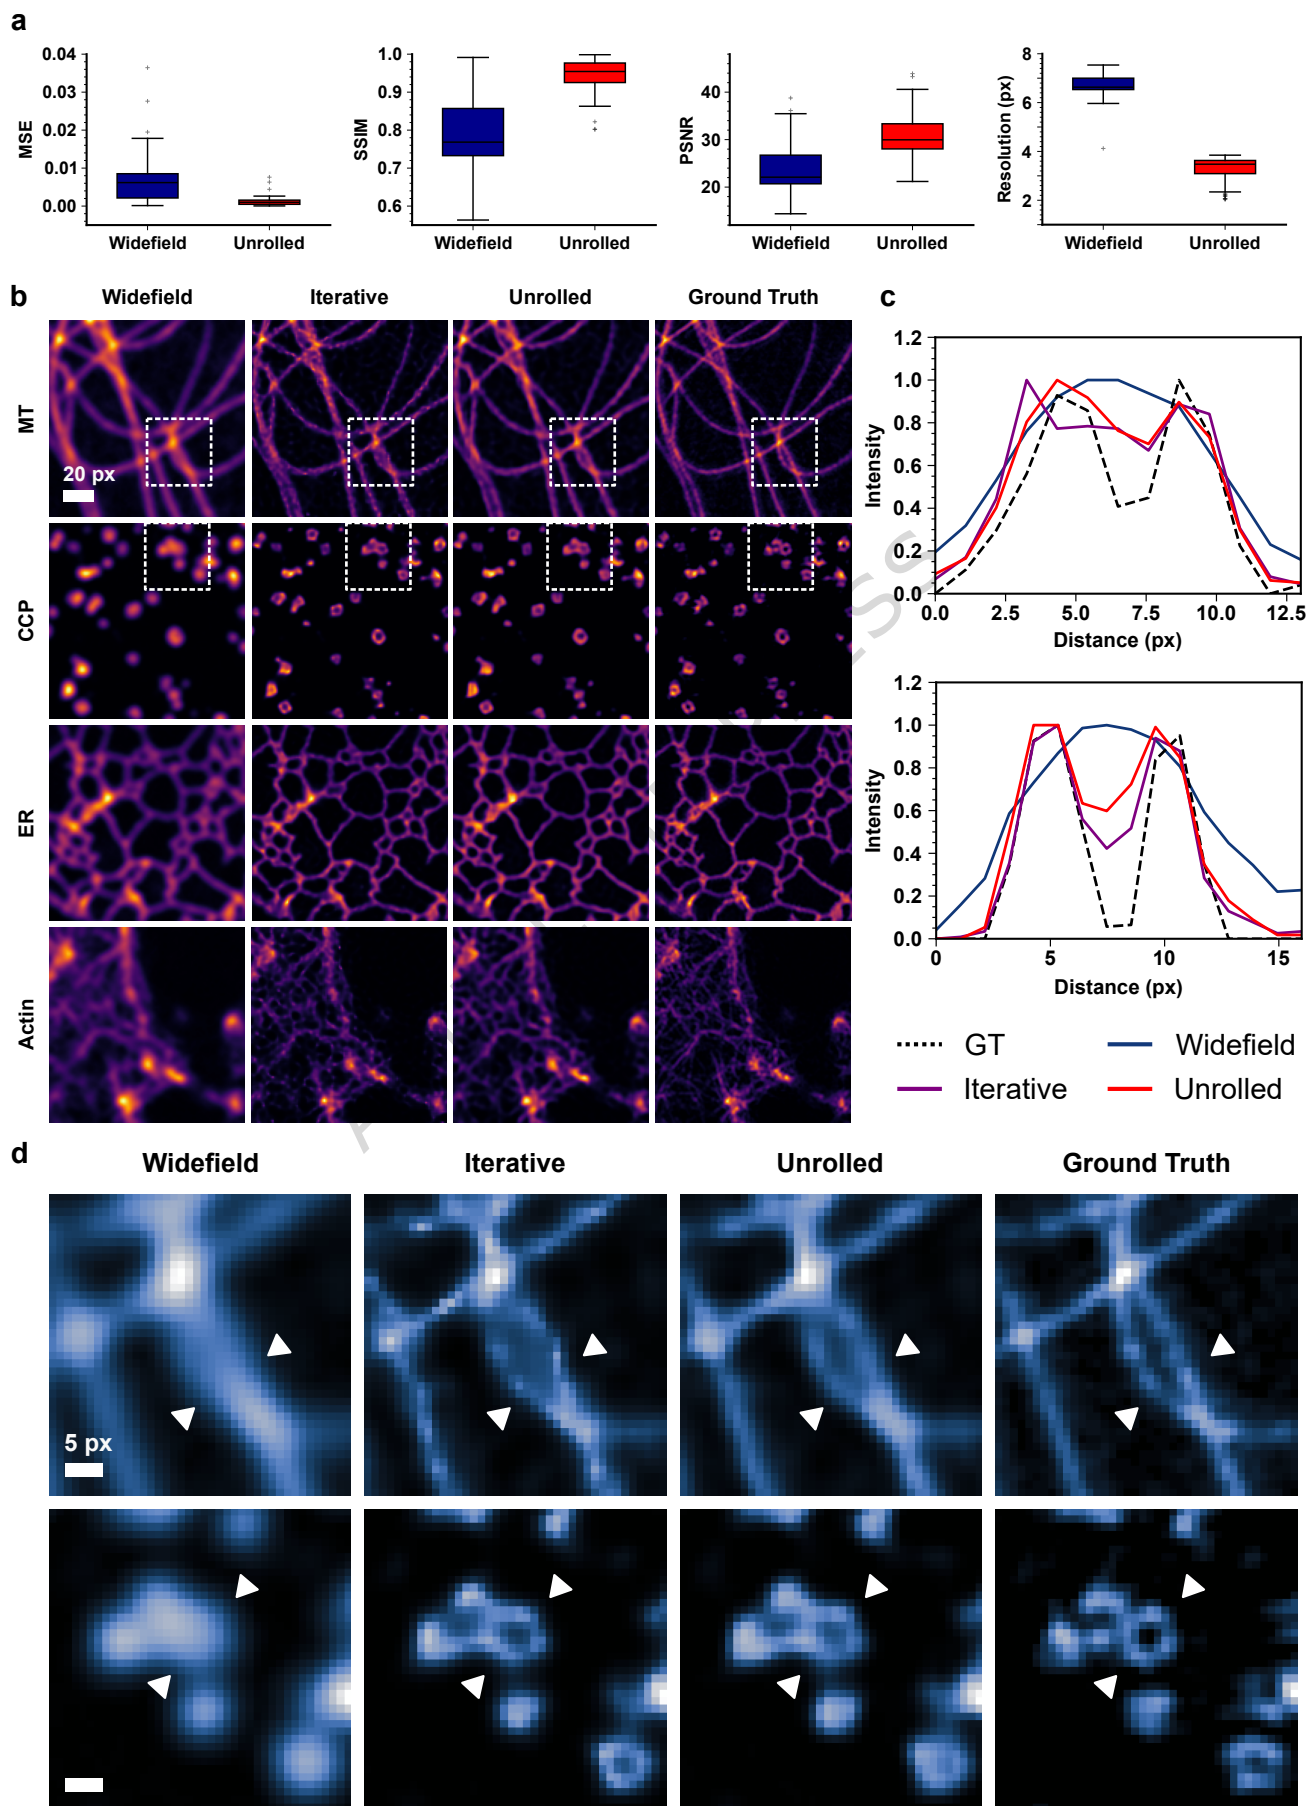 a
0.04
0.03
0.02
0.01
0.00
MSE
Widefield
Unrolled
1.0
0.9
0.8
0.7
0.6
SSIM
Widefield
Unrolled
40
30
20
PSNR
Widefield
Unrolled
8
6
4
2
Resolution (px)
Widefield
Unrolled
b
Widefield
Iterative
Unrolled
Ground Truth
MT
20 px
CCP
ER
Actin
c
1.2
1.0
0.8
0.6
0.4
0.2
0.0
Intensity
0.0
2.5
5.0
7.5
10.0
12.5
Distance (px)
1.2
1.0
0.8
0.6
0.4
0.2
0.0
Intensity
0
5
10
15
Distance (px)
GT
Widefield
Iterative
Unrolled
d
Widefield
Iterative
Unrolled
Ground Truth
5 px